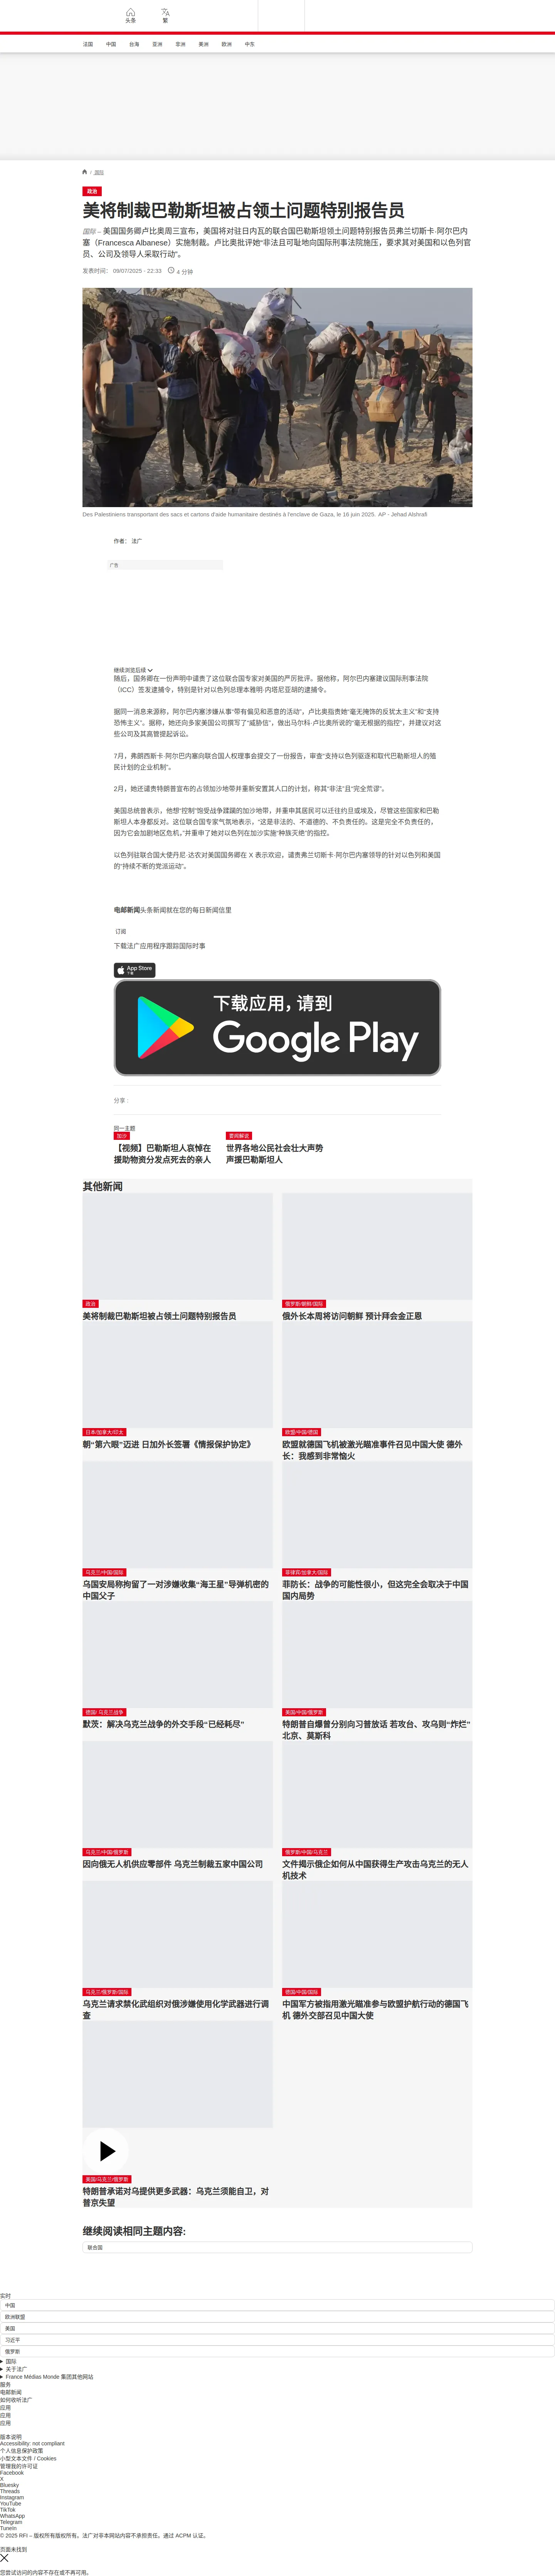 头条
繁
法国 中国 台海 亚洲 非洲 美洲 欧洲 中东
/ 国际
政治
美将制裁巴勒斯坦被占领土问题特别报告员
国际 – 美国国务卿卢比奥周三宣布，美国将对驻日内瓦的联合国巴勒斯坦领土问题特别报告员弗兰切斯卡·阿尔巴内
塞（Francesca Albanese）实施制裁。卢比奥批评她“非法且可耻地向国际刑事法院施压，要求其对美国和以色列官
员、公司及领导人采取行动”。
发表时间： 09/07/2025 - 22:33 4 分钟
Des Palestiniens transportant des sacs et cartons d'aide humanitaire destinés à l'enclave de Gaza, le 16 juin 2025. AP - Jehad Alshrafi
作者： 法广
广告
继续浏览后续
随后，国务卿在一份声明中谴责了这位联合国专家对美国的严厉批评。据他称，阿尔巴内塞建议国际刑事法院
（ICC）签发逮捕令，特别是针对以色列总理本雅明·内塔尼亚胡的逮捕令。
据同一消息来源称，阿尔巴内塞涉嫌从事“带有偏见和恶意的活动”，卢比奥指责她“毫无掩饰的反犹太主义”和“支持
恐怖主义”。据称，她还向多家美国公司撰写了“威胁信”，做出马尔科·卢比奥所说的“毫无根据的指控”，并建议对这
些公司及其高管提起诉讼。
7月，弗朗西斯卡·阿尔巴内塞向联合国人权理事会提交了一份报告，审查“支持以色列驱逐和取代巴勒斯坦人的殖
民计划的企业机制”。
2月，她还谴责特朗普宣布的占领加沙地带并重新安置其人口的计划，称其“非法”且“完全荒谬”。
美国总统曾表示，他想“控制”饱受战争蹂躏的加沙地带，并重申其居民可以迁往约旦或埃及，尽管这些国家和巴勒
斯坦人本身都反对。这位联合国专家气氛地表示，“这是非法的、不道德的、不负责任的。这是完全不负责任的，
因为它会加剧地区危机，”并重申了她对以色列在加沙实施“种族灭绝”的指控。
以色列驻联合国大使丹尼·达农对美国国务卿在 X 表示欢迎，谴责弗兰切斯卡·阿尔巴内塞领导的针对以色列和美国
的“持续不断的党派运动”。
电邮新闻头条新闻就在您的每日新闻信里
订阅
下载法广应用程序跟踪国际时事
App Store
下载
下载应用，请到
Google Play
分享 :
同一主题
加沙
【视频】巴勒斯坦人哀悼在
援助物资分发点死去的亲人
要闻解说
世界各地公民社会壮大声势
声援巴勒斯坦人
其他新闻
政治
美将制裁巴勒斯坦被占领土问题特别报告员
俄罗斯/朝鲜/国际
俄外长本周将访问朝鲜 预计拜会金正恩
日本/加拿大/印太
朝“第六眼”迈进 日加外长签署《情报保护协定》
欧盟/中国/德国
欧盟就德国飞机被激光瞄准事件召见中国大使 德外
长：我感到非常恼火
乌克兰/中国/国际
乌国安局称拘留了一对涉嫌收集“海王星”导弹机密的
中国父子
菲律宾/加拿大/国际
菲防长：战争的可能性很小，但这完全会取决于中国
国内局势
德国/ 乌克兰战争
默茨：解决乌克兰战争的外交手段“已经耗尽”
美国/中国/俄罗斯
特朗普自爆曾分别向习普放话 若攻台、攻乌则“炸烂”
北京、莫斯科
乌克兰/中国/俄罗斯
因向俄无人机供应零部件 乌克兰制裁五家中国公司
俄罗斯/中国/乌克兰
文件揭示俄企如何从中国获得生产攻击乌克兰的无人
机技术
乌克兰/俄罗斯/国际
乌克兰请求禁化武组织对俄涉嫌使用化学武器进行调
查
德国/中国/国际
中国军方被指用激光瞄准参与欧盟护航行动的德国飞
机 德外交部召见中国大使
美国/乌克兰/俄罗斯
特朗普承诺对乌提供更多武器：乌克兰须能自卫，对
普京失望
继续阅读相同主题内容:
联合国
实时
中国
欧洲联盟
美国
习近平
俄罗斯
国际
关于法广
France Médias Monde 集团其他网站
服务
电邮新闻
如何收听法广
应用
应用
应用
版本说明
Accessibility: not compliant
个人信息保护政策
小型文本文件 / Cookies
管理我的许可证
Facebook
X
Bluesky
Threads
Instagram
YouTube
TikTok
WhatsApp
Telegram
TuneIn
© 2025 RFI – 版权所有版权所有。法广对非本网站内容不承担责任。通过 ACPM 认证。
页面未找到
您尝试访问的内容不存在或不再可用。